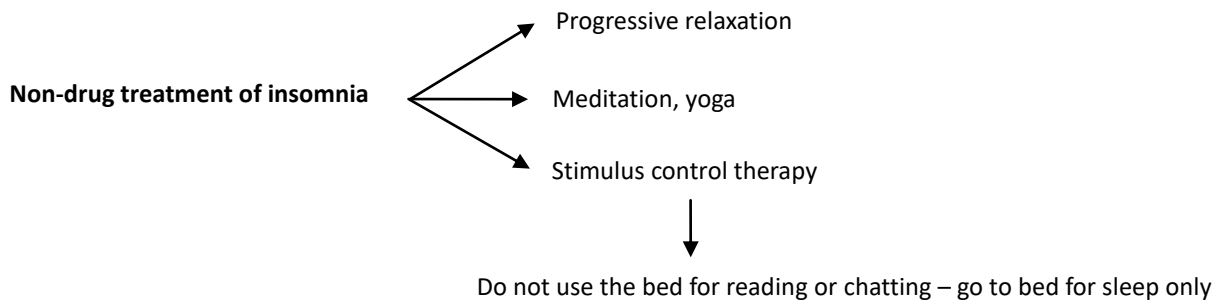 Progressive relaxation
Non-drug treatment of insomnia
Meditation, yoga
Stimulus control therapy
Do not use the bed for reading or chatting – go to bed for sleep only